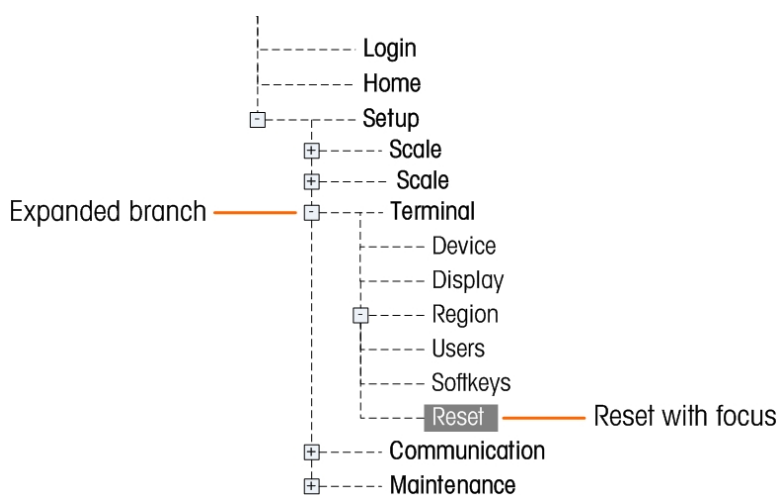 Login
Home
- Setup
+ Scale
+ Scale
Expanded branch - Terminal
Device
Display
- Region
Users
Softkeys
Reset Reset with focus
+ Communication
+ Maintenance